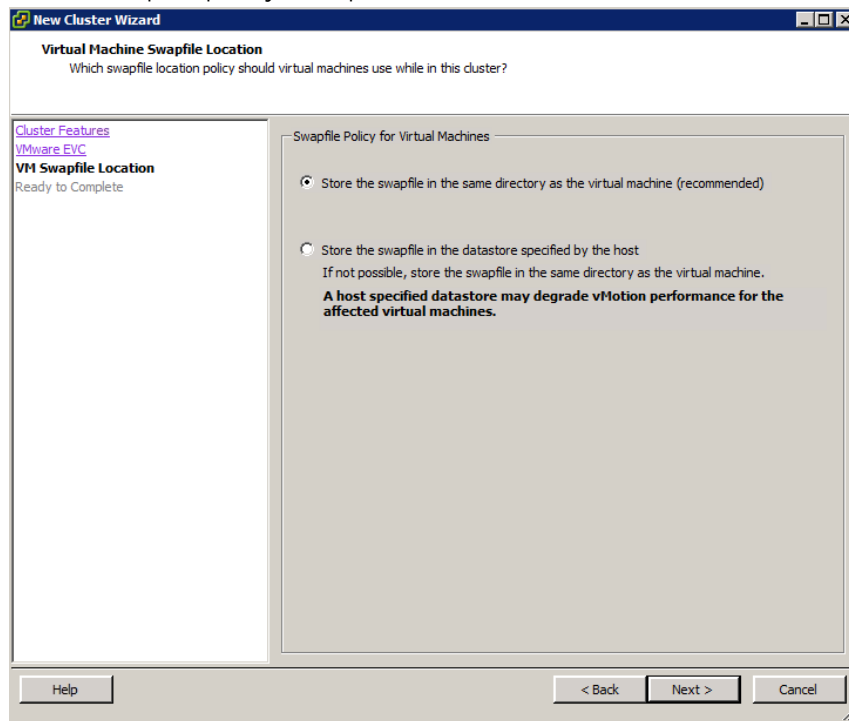 New Cluster Wizard
Virtual Machine Swapfile Location
Which swapfile location policy should virtual machines use while in this cluster?
Cluster Features
VMware EVC
VM Swapfile Location
Ready to Complete
Swapfile Policy for Virtual Machines
Store the swapfile in the same directory as the virtual machine (recommended)
Store the swapfile in the datastore specified by the host
If not possible, store the swapfile in the same directory as the virtual machine.
A host specified datastore may degrade vMotion performance for the
affected virtual machines.
Help
< Back
Next >
Cancel